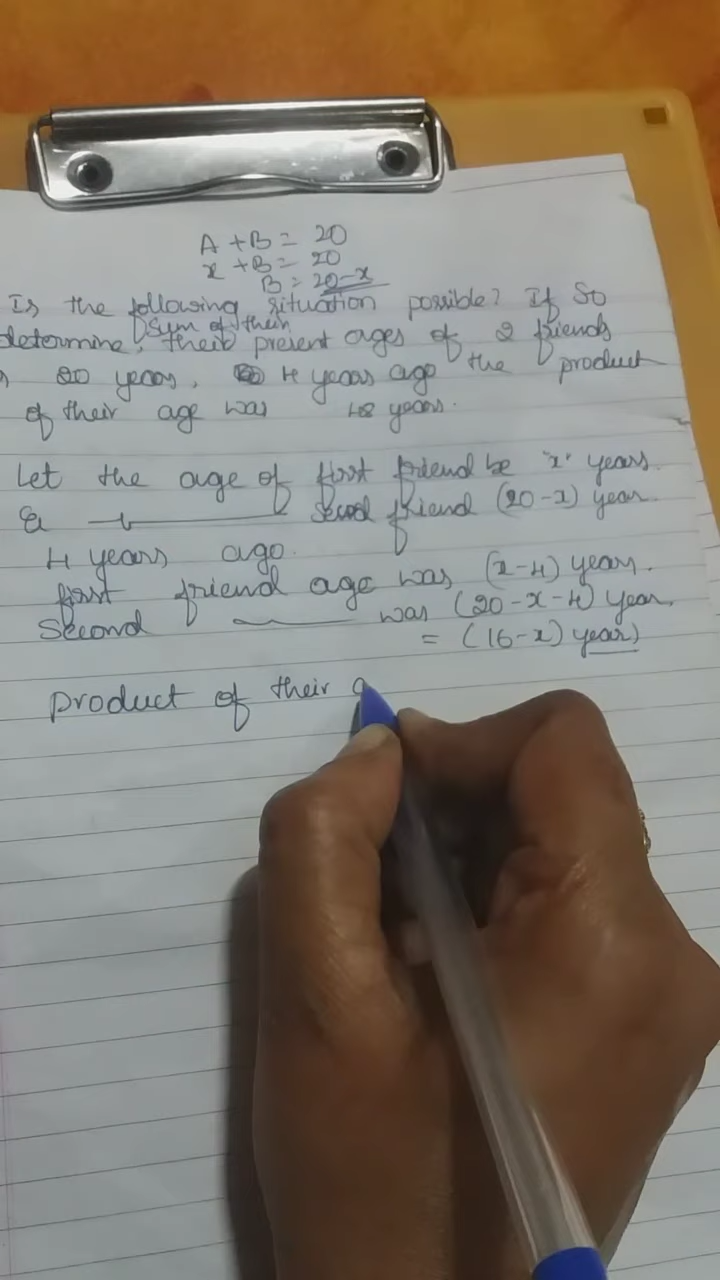 A + B = 20
x + B = 20
B = 20 - x
Is the following situation possible? If So
Sum of their
determine, their present ages of 2 friends
20 years, 4 years ago the product
of their age was 48 years.
Let the age of first friend be "x" years.
& second friend (20-x) year.
4 years ago.
first friend age was (x-4) years.
Second was (20-x-4) year.
= (16-x) year)
product of their a